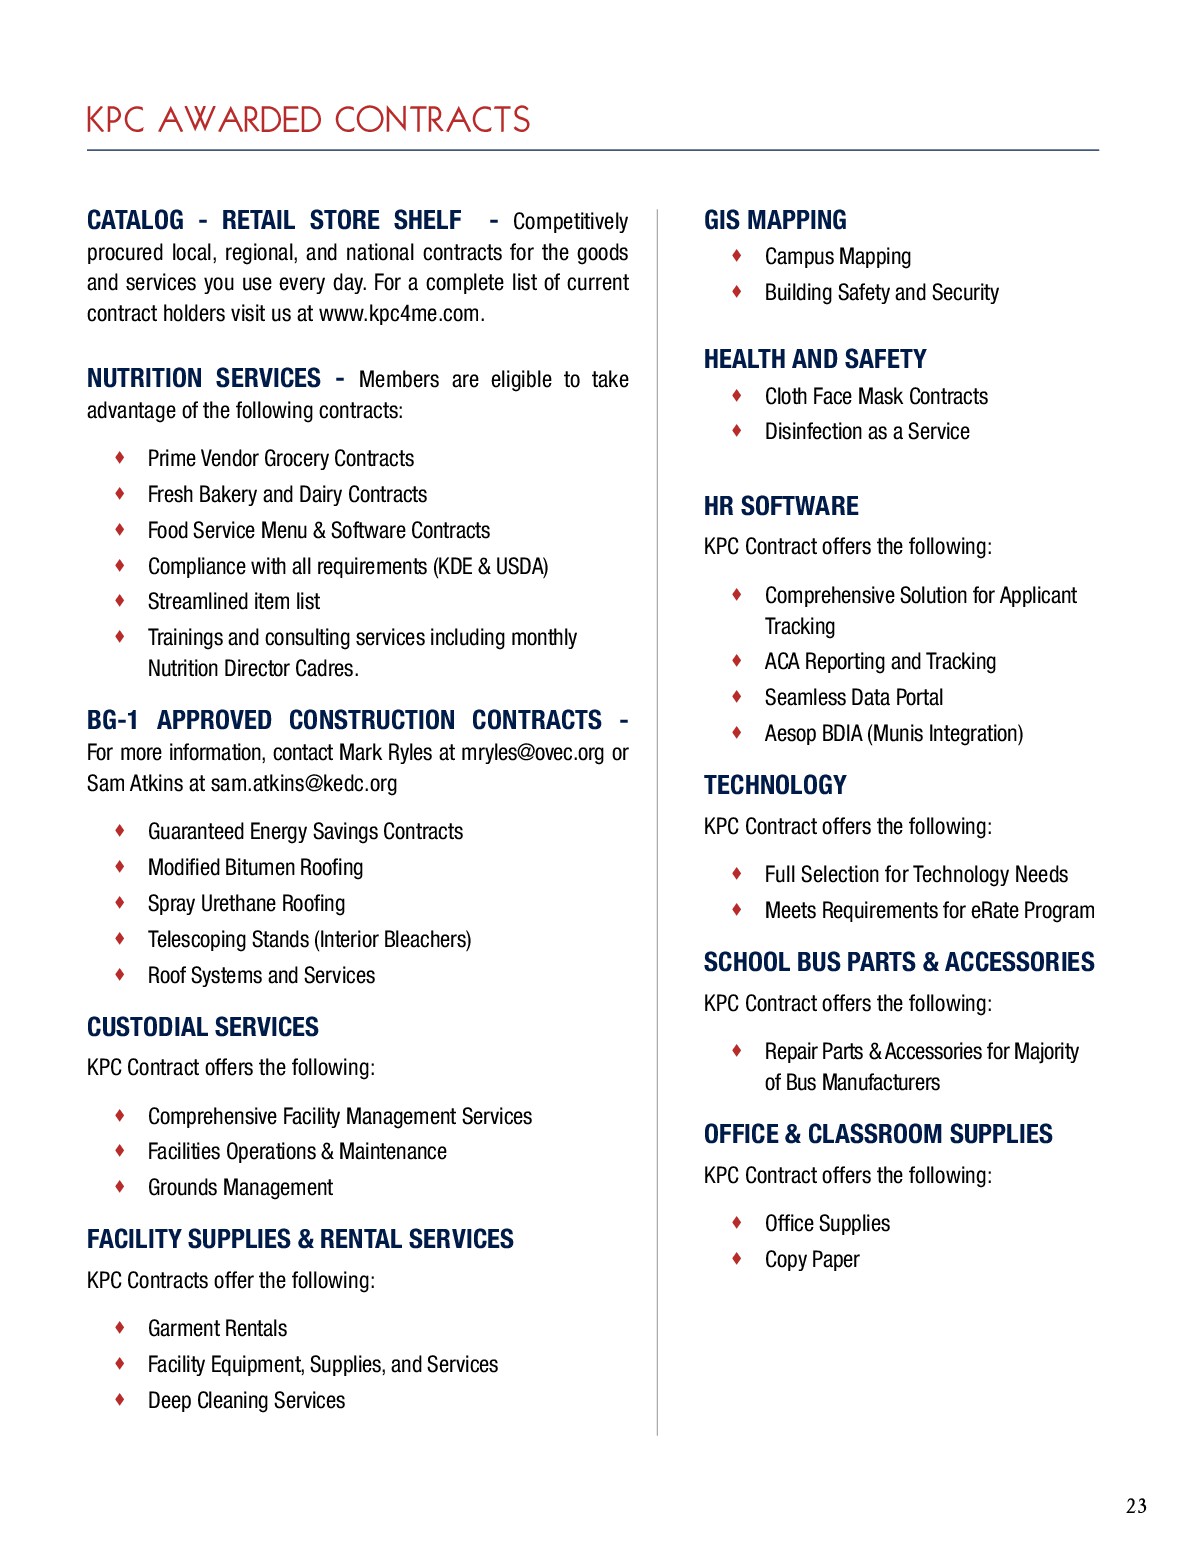 KPC AWARDED CONTRACTS
CATALOG - RETAIL STORE SHELF - Competitively
procured local, regional, and national contracts for the goods
and services you use every day. For a complete list of current
contract holders visit us at www.kpc4me.com.
NUTRITION SERVICES - Members are eligible to take
advantage of the following contracts:
♦ Prime Vendor Grocery Contracts
♦ Fresh Bakery and Dairy Contracts
♦ Food Service Menu & Software Contracts
♦ Compliance with all requirements (KDE & USDA)
♦ Streamlined item list
♦ Trainings and consulting services including monthly
Nutrition Director Cadres.
BG-1 APPROVED CONSTRUCTION CONTRACTS -
For more information, contact Mark Ryles at mryles@ovec.org or
Sam Atkins at sam.atkins@kedc.org
♦ Guaranteed Energy Savings Contracts
♦ Modified Bitumen Roofing
♦ Spray Urethane Roofing
♦ Telescoping Stands (Interior Bleachers)
♦ Roof Systems and Services
CUSTODIAL SERVICES
KPC Contract offers the following:
♦ Comprehensive Facility Management Services
♦ Facilities Operations & Maintenance
♦ Grounds Management
FACILITY SUPPLIES & RENTAL SERVICES
KPC Contracts offer the following:
♦ Garment Rentals
♦ Facility Equipment, Supplies, and Services
♦ Deep Cleaning Services
GIS MAPPING
♦ Campus Mapping
♦ Building Safety and Security
HEALTH AND SAFETY
♦ Cloth Face Mask Contracts
♦ Disinfection as a Service
HR SOFTWARE
KPC Contract offers the following:
♦ Comprehensive Solution for Applicant
Tracking
♦ ACA Reporting and Tracking
♦ Seamless Data Portal
♦ Aesop BDIA (Munis Integration)
TECHNOLOGY
KPC Contract offers the following:
♦ Full Selection for Technology Needs
♦ Meets Requirements for eRate Program
SCHOOL BUS PARTS & ACCESSORIES
KPC Contract offers the following:
♦ Repair Parts & Accessories for Majority
of Bus Manufacturers
OFFICE & CLASSROOM SUPPLIES
KPC Contract offers the following:
♦ Office Supplies
♦ Copy Paper
23